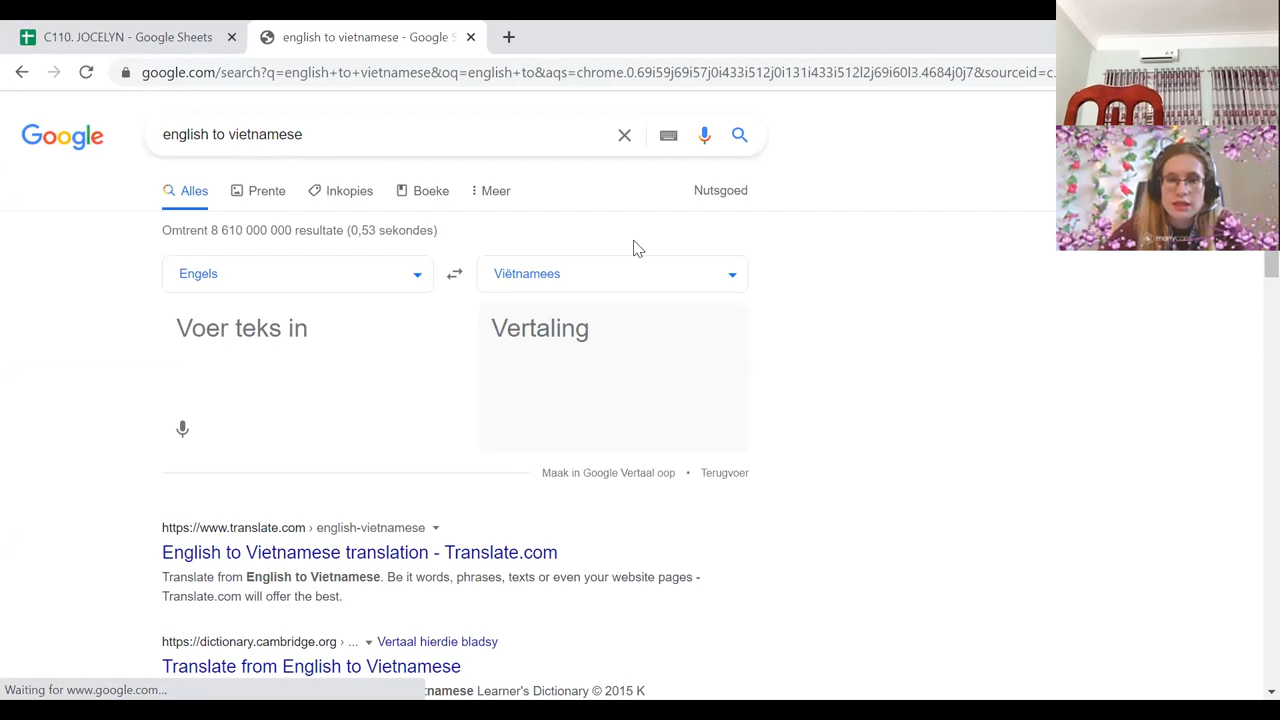 C110. JOCELYN - Google Sheets
english to vietnamese - Google S
google.com/search?q=english+to+vietnamese&oq=english+to&aqs=chrome.0.69i59j69i57j0i433i512j0i131i433i512l2j69i60l3.4684j0j7&sourceid=c...
Google
english to vietnamese
Alles Prente Inkopies Boeke Meer Nutsgoed
Omtrent 8 610 000 000 resultate (0,53 sekondes)
Engels Viëtnamees
Voer teks in Vertaling
Maak in Google Vertaal oop • Terugvoer
https://www.translate.com › english-vietnamese
English to Vietnamese translation - Translate.com
Translate from English to Vietnamese. Be it words, phrases, texts or even your website pages -
Translate.com will offer the best.
https://dictionary.cambridge.org › ... Vertaal hierdie bladsy
Translate from English to Vietnamese
Waiting for www.google.com... tnamese Learner's Dictionary © 2015 K